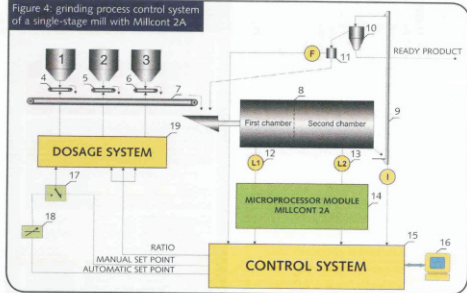 Figure 4: grinding process control system
of a single-stage mill with Millcont 2A
1
2
3
4
5
6
7
F
10
11
READY PRODUCT
8
9
First chamber
Second chamber
19
DOSAGE SYSTEM
12
13
L1
L2
I
17
MICROPROCESSOR MODULE
MILLCONT 2A
14
18
15
16
RATIO
MANUAL SET POINT
AUTOMATIC SET POINT
CONTROL SYSTEM